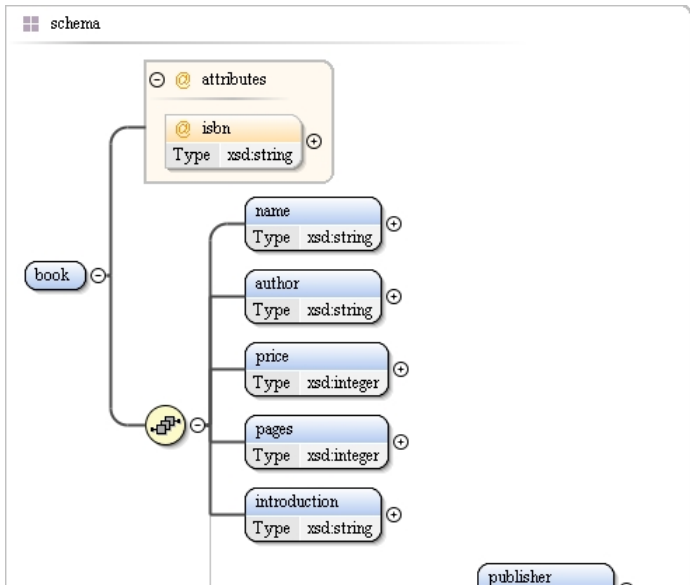 schema
@ attributes
@ isbn
Type xsd:string
name
Type xsd:string
book
author
Type xsd:string
price
Type xsd:integer
pages
Type xsd:integer
introduction
Type xsd:string
publisher